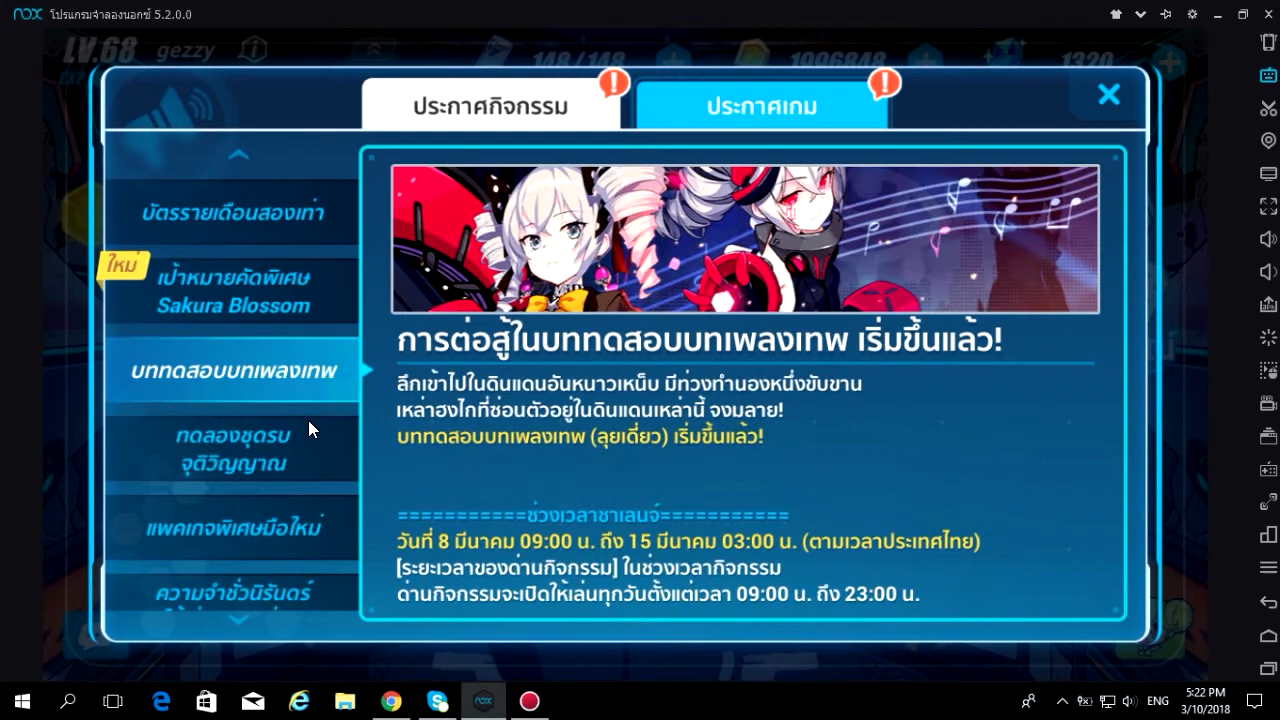 nox โปรแกรมจำลองนอกซ์ 5.2.0.0
LV.68 gezzy 148/148 1996848 1320
EXP
ประกาศกิจกรรม
ประกาศเกม
บัตรรายเดือนสองเท่า
ใหม่
เป้าหมายคัดพิเศษ
Sakura Blossom
บททดสอบบทเพลงเทพ
ทดลองชุดรบ
จุติวิญญาณ
แพคเกจพิเศษมือใหม่
ความจำชั่วนิรันดร์
การต่อสู้ในบททดสอบบทเพลงเทพ เริ่มขึ้นแล้ว!
ลึกเข้าไปในดินแดนอันหนาวเหน็บ มีท่วงทำนองหนึ่งขับขาน
เหล่าฮงไกที่ซ่อนตัวอยู่ในดินแดนเหล่านี้ จงมลาย!
บททดสอบบทเพลงเทพ (ลุยเดี่ยว) เริ่มขึ้นแล้ว!
===========ช่วงเวลาชาเลนจ์===========
วันที่ 8 มีนาคม 09:00 น. ถึง 15 มีนาคม 03:00 น. (ตามเวลาประเทศไทย)
[ระยะเวลาของด่านกิจกรรม] ในช่วงเวลากิจกรรม
ด่านกิจกรรมจะเปิดให้เล่นทุกวันตั้งแต่เวลา 09:00 น. ถึง 23:00 น.
nox
ENG
5:22 PM
3/10/2018